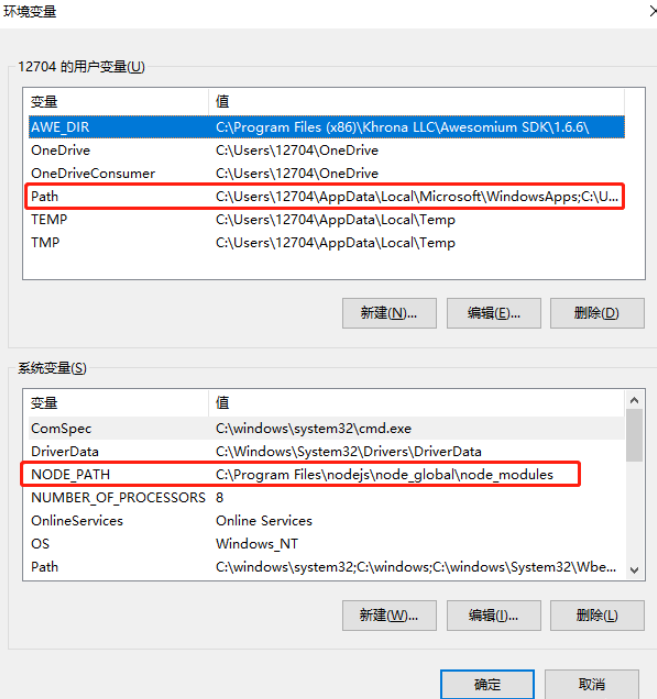 环境变量
12704 的用户变量(U)
变量 值
AWE_DIR C:\Program Files (x86)\Khrona LLC\Awesomium SDK\1.6.6\
OneDrive C:\Users\12704\OneDrive
OneDriveConsumer C:\Users\12704\OneDrive
Path C:\Users\12704\AppData\Local\Microsoft\WindowsApps;C:\U...
TEMP C:\Users\12704\AppData\Local\Temp
TMP C:\Users\12704\AppData\Local\Temp
新建(N)... 编辑(E)... 删除(D)
系统变量(S)
变量 值
ComSpec C:\windows\system32\cmd.exe
DriverData C:\Windows\System32\Drivers\DriverData
NODE_PATH C:\Program Files\nodejs\node_global\node_modules
NUMBER_OF_PROCESSORS 8
OnlineServices Online Services
OS Windows_NT
Path C:\windows\system32;C:\windows;C:\windows\System32\Wbe...
新建(W)... 编辑(I)... 删除(L)
确定 取消